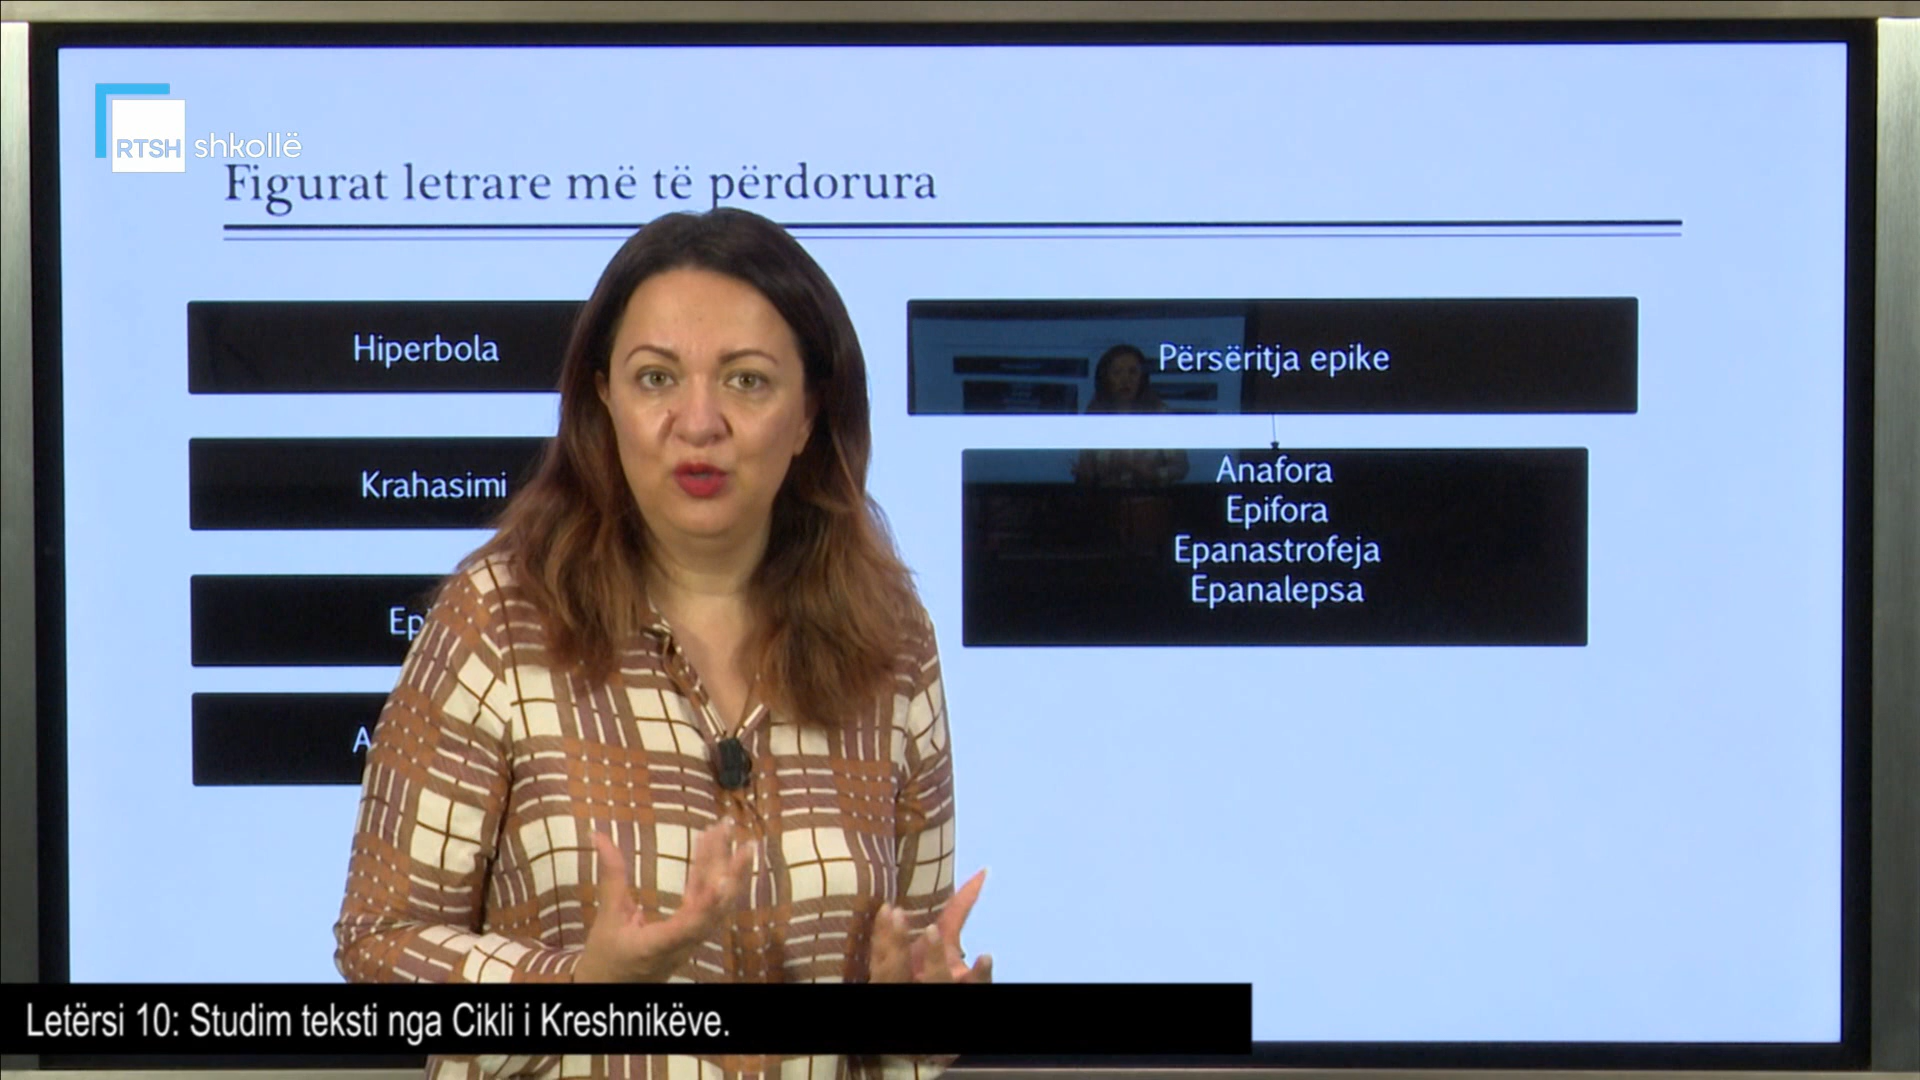 RTSH shkollë
Figurat letrare më të përdorura
Hiperbola
Krahasimi
Përsëritja epike
Anafora
Epifora
Epanastrofeja
Epanalepsa
Letërsi 10: Studim teksti nga Cikli i Kreshnikëve.